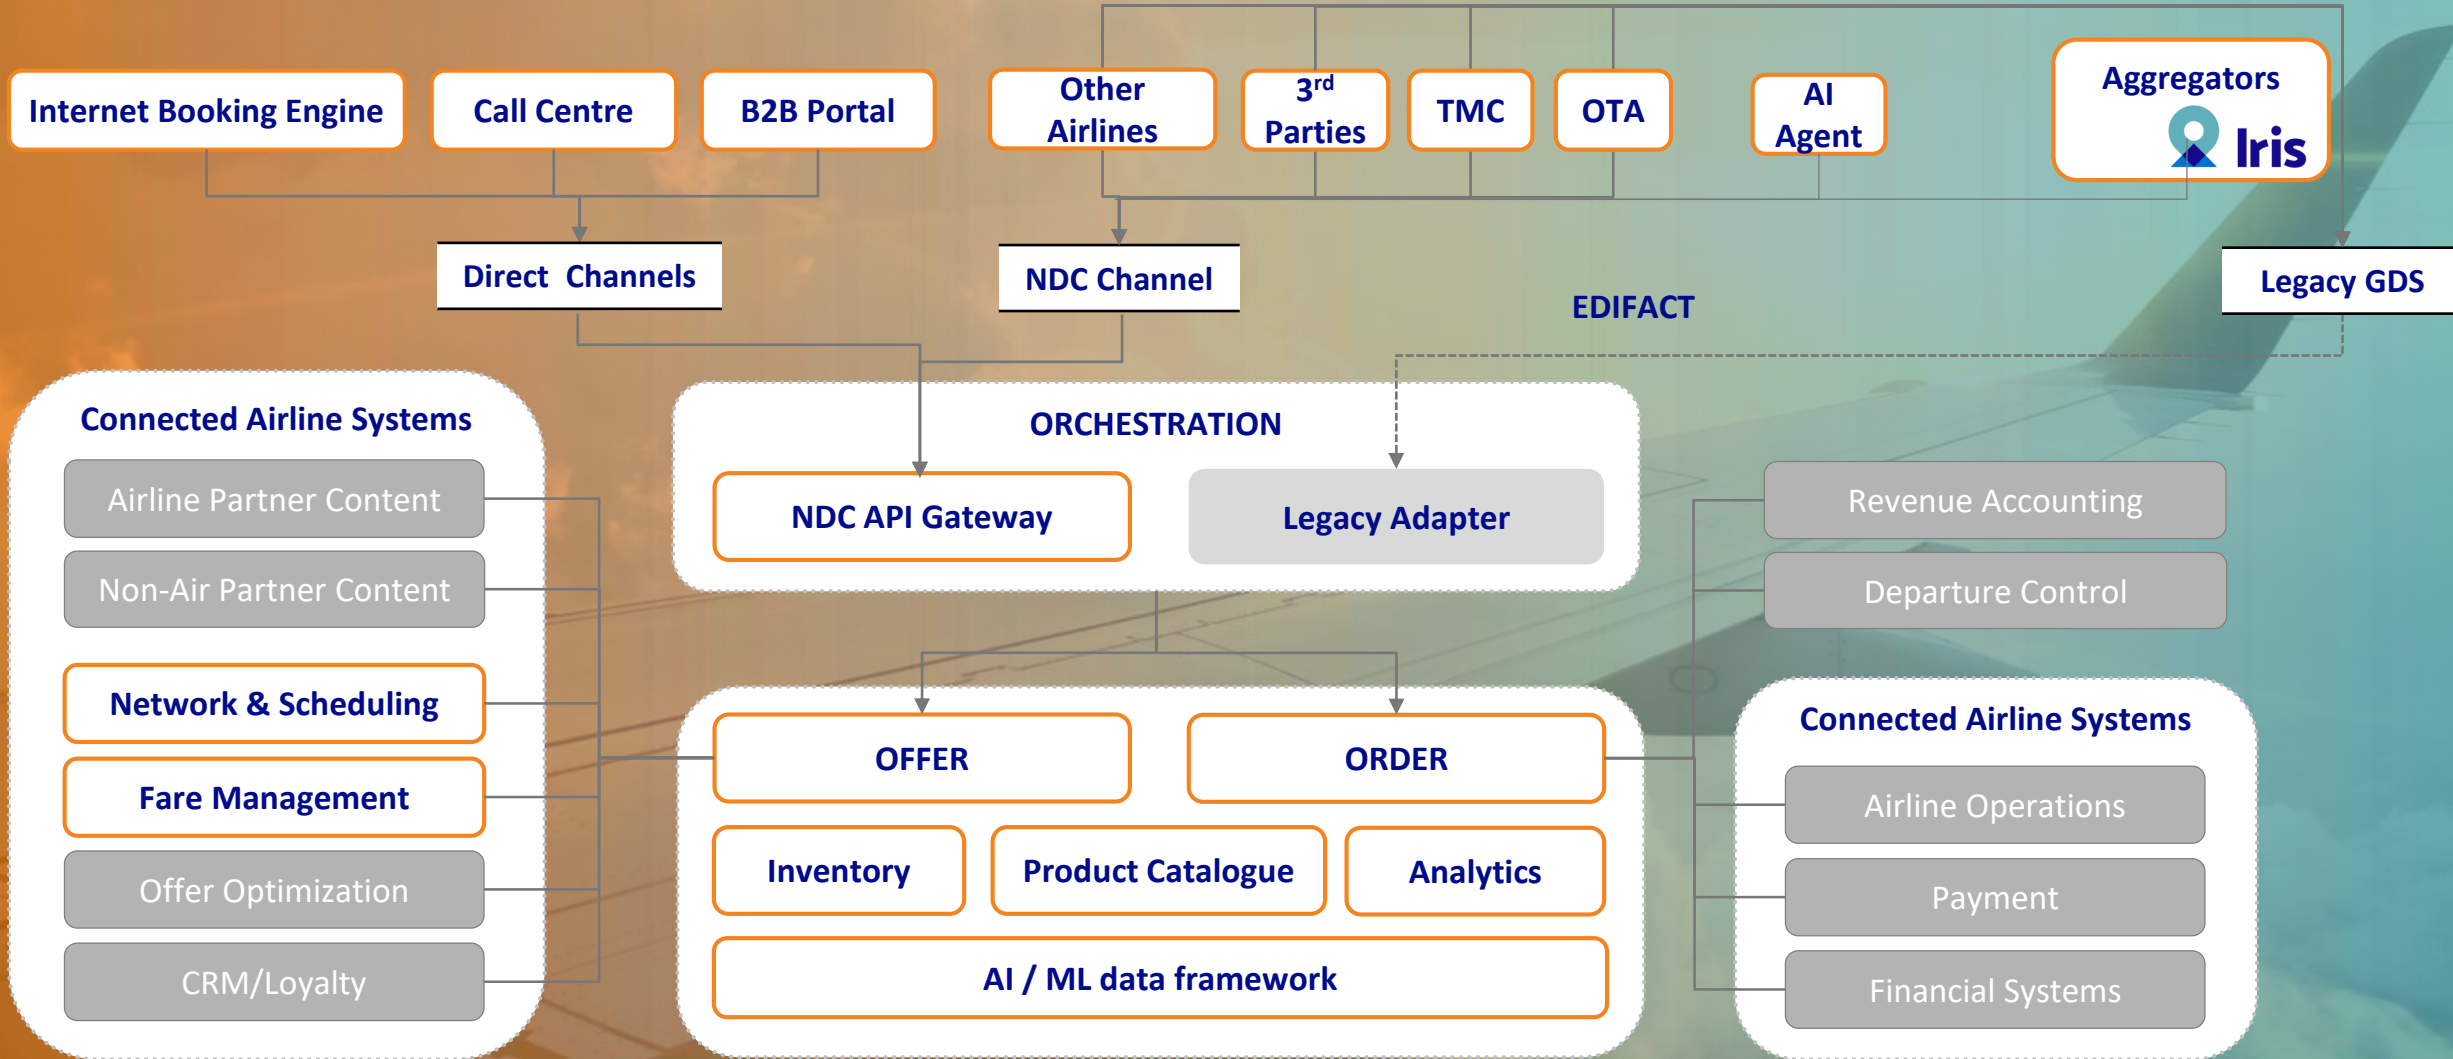 Internet Booking Engine
Call Centre
B2B Portal
Other
Airlines
3rd
Parties
TMC
OTA
AI
Agent
Aggregators
Iris
Direct Channels
NDC Channel
EDIFACT
Legacy GDS
Connected Airline Systems
Airline Partner Content
Non-Air Partner Content
Network & Scheduling
Fare Management
Offer Optimization
CRM/Loyalty
ORCHESTRATION
NDC API Gateway
Legacy Adapter
OFFER
ORDER
Inventory
Product Catalogue
Analytics
AI / ML data framework
Revenue Accounting
Departure Control
Connected Airline Systems
Airline Operations
Payment
Financial Systems